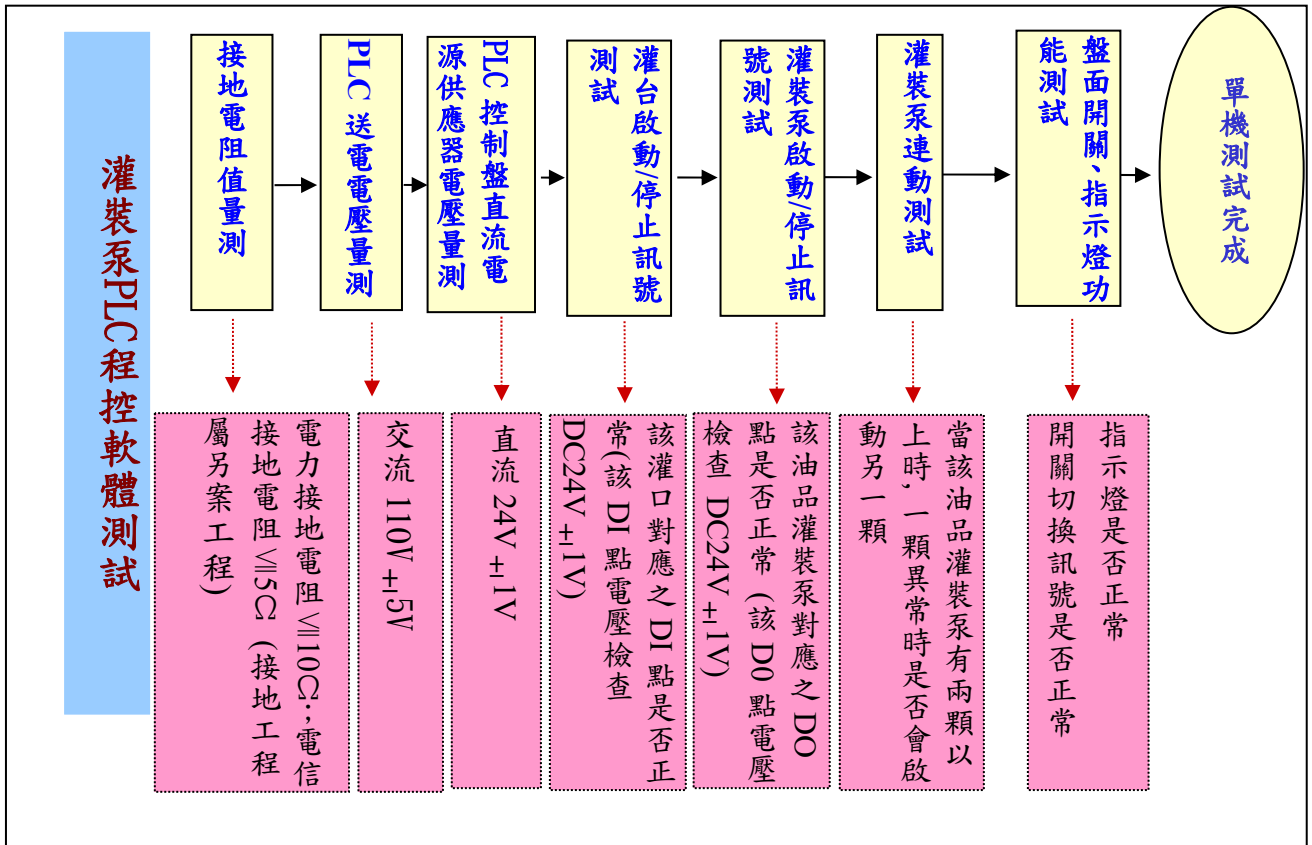 灌裝泵PLC程控軟體測試
接地電阻值量測
PLC 送電電壓量測
PLC 控制盤直流電
源供應器電壓量測
灌台啟動/停止訊號
測試
灌裝泵啟動/停止訊
號測試
灌裝泵連動測試
盤面開關、指示燈功
能測試
單機測試完成
電力接地電阻≦10Ω;電信
接地電阻≦5Ω (接地工程
屬另案工程)
交流 110V ±5V
直流 24V ±1V
該灌口對應之 DI 點是否正
常(該 DI 點電壓檢查
DC24V ±1V)
該油品灌裝泵對應之 DO
點是否正常 (該 D0 點電壓
檢查 DC24V ±1V)
當該油品灌裝泵有兩顆以
上時,一顆異常時是否會啟
動另一顆
指示燈是否正常
開關切換訊號是否正常